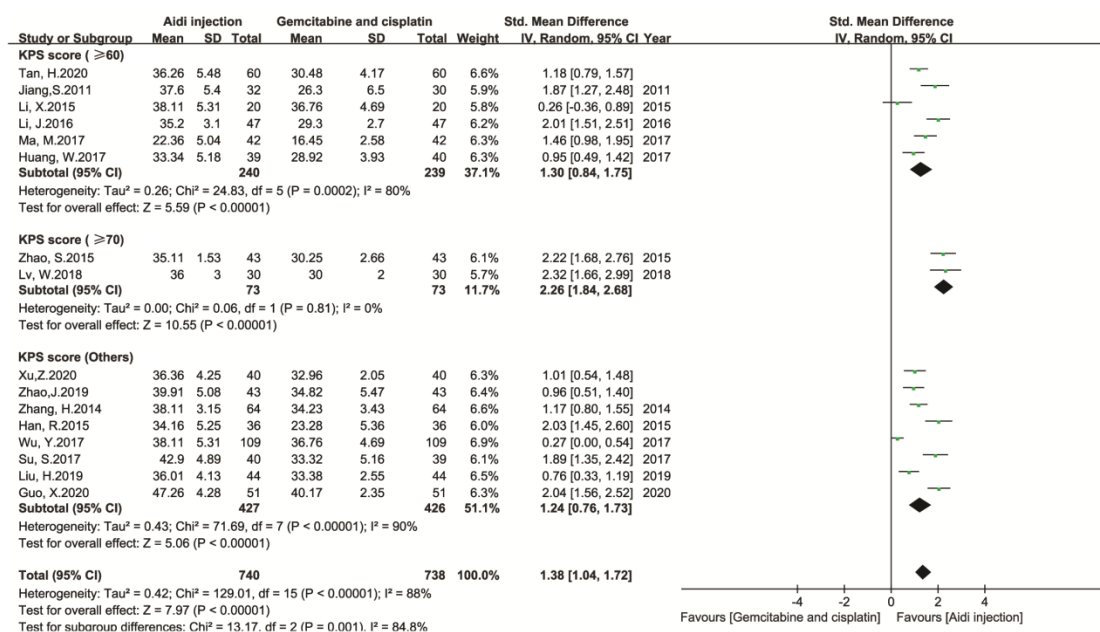 Aidi injection Gemcitabine and cisplatin Std. Mean Difference Std. Mean Difference
Study or Subgroup Mean SD Total Mean SD Total Weight IV, Random, 95% CI Year IV, Random, 95% CI
KPS score ( ≥60)
Tan, H.2020 36.26 5.48 60 30.48 4.17 60 6.6% 1.18 [0.79, 1.57]
Jiang,S.2011 37.6 5.4 32 26.3 6.5 30 5.9% 1.87 [1.27, 2.48] 2011
Li, X.2015 38.11 5.31 20 36.76 4.69 20 5.8% 0.26 [-0.36, 0.89] 2015
Li, J.2016 35.2 3.1 47 29.3 2.7 47 6.2% 2.01 [1.51, 2.51] 2016
Ma, M.2017 22.36 5.04 42 16.45 2.58 42 6.2% 1.46 [0.98, 1.95] 2017
Huang, W.2017 33.34 5.18 39 28.92 3.93 40 6.3% 0.95 [0.49, 1.42] 2017
Subtotal (95% CI) 240 239 37.1% 1.30 [0.84, 1.75]
Heterogeneity: Tau² = 0.26; Chi² = 24.83, df = 5 (P = 0.0002); I² = 80%
Test for overall effect: Z = 5.59 (P < 0.00001)
KPS score ( ≥70)
Zhao, S.2015 35.11 1.53 43 30.25 2.66 43 6.1% 2.22 [1.68, 2.76] 2015
Lv, W.2018 36 3 30 30 2 30 5.7% 2.32 [1.66, 2.99] 2018
Subtotal (95% CI) 73 73 11.7% 2.26 [1.84, 2.68]
Heterogeneity: Tau² = 0.00; Chi² = 0.06, df = 1 (P = 0.81); I² = 0%
Test for overall effect: Z = 10.55 (P < 0.00001)
KPS score (Others)
Xu,Z.2020 36.36 4.25 40 32.96 2.05 40 6.3% 1.01 [0.54, 1.48]
Zhao,J.2019 39.91 5.08 43 34.82 5.47 43 6.4% 0.96 [0.51, 1.40]
Zhang, H.2014 38.11 3.15 64 34.23 3.43 64 6.6% 1.17 [0.80, 1.55] 2014
Han, R.2015 34.16 5.25 36 23.28 5.36 36 6.0% 2.03 [1.45, 2.60] 2015
Wu, Y.2017 38.11 5.31 109 36.76 4.69 109 6.9% 0.27 [0.00, 0.54] 2017
Su, S.2017 42.9 4.89 40 33.32 5.16 39 6.1% 1.89 [1.35, 2.42] 2017
Liu, H.2019 36.01 4.13 44 33.38 2.55 44 6.4% 0.76 [0.33, 1.19] 2019
Guo, X.2020 47.26 4.28 51 40.17 2.35 51 6.3% 2.04 [1.56, 2.52] 2020
Subtotal (95% CI) 427 426 51.1% 1.24 [0.76, 1.73]
Heterogeneity: Tau² = 0.43; Chi² = 71.69, df = 7 (P < 0.00001); I² = 90%
Test for overall effect: Z = 5.06 (P < 0.00001)
Total (95% CI) 740 738 100.0% 1.38 [1.04, 1.72]
Heterogeneity: Tau² = 0.42; Chi² = 129.01, df = 15 (P < 0.00001); I² = 88%
Test for overall effect: Z = 7.97 (P < 0.00001)
Test for subgroup differences: Chi² = 13.17, df = 2 (P = 0.001), I² = 84.8%
-4 -2 0 2 4
Favours [Gemcitabine and cisplatin] Favours [Aidi injection]